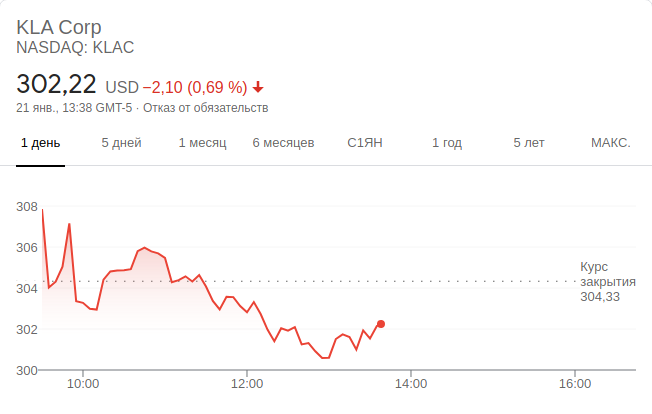 KLA Corp
NASDAQ: KLAC
302,22 USD −2,10 (0,69 %)
21 янв., 13:38 GMT-5 · Отказ от обязательств
1 день 5 дней 1 месяц 6 месяцев С1ЯН 1 год 5 лет МАКС.
308
306
Курс
304
закрытия
304,33
302
300
10:00 12:00 14:00 16:00